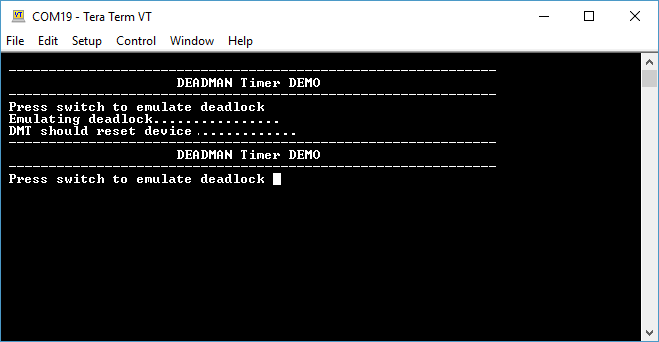 COM19 - Tera Term VT
File Edit Setup Control Window Help
-------------------------------------------------------------
DEADMAN Timer DEMO
-------------------------------------------------------------
Press switch to emulate deadlock
Emulating deadlock................
DMT should reset device .............
-------------------------------------------------------------
DEADMAN Timer DEMO
-------------------------------------------------------------
Press switch to emulate deadlock